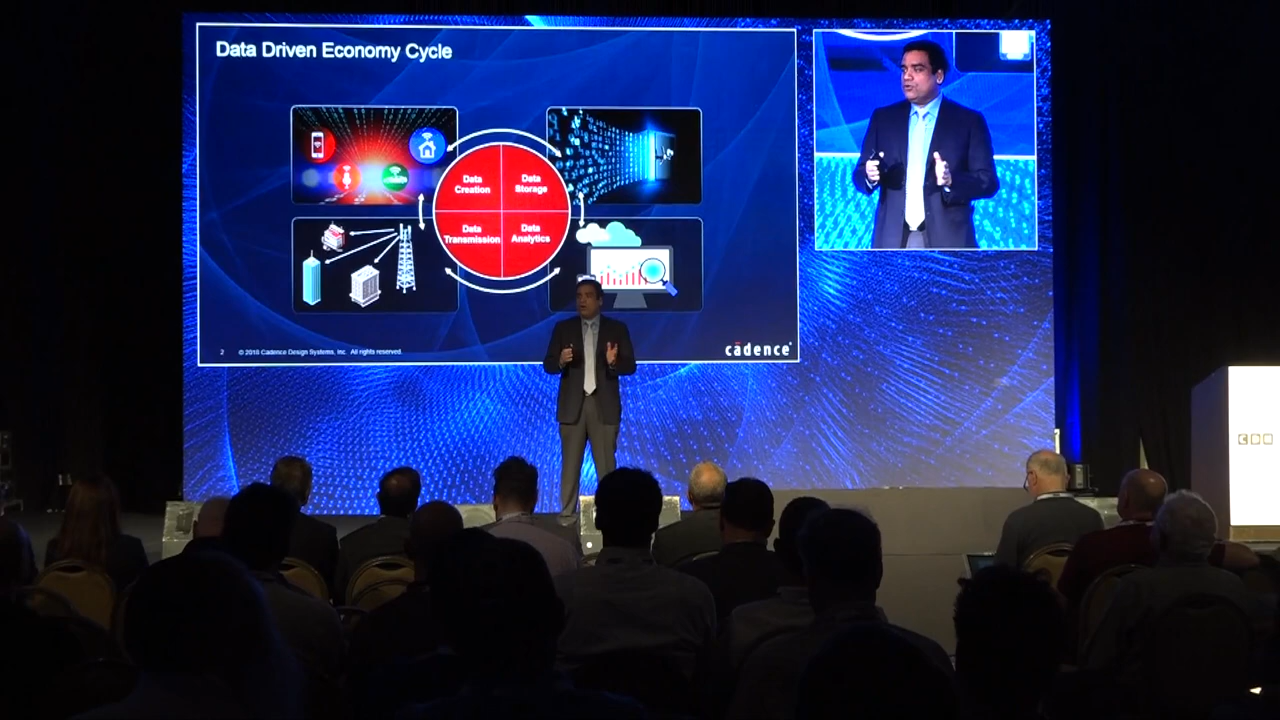 Data Driven Economy Cycle
Data
Creation
Data
Storage
Data
Transmission
Data
Analytics
2 © 2018 Cadence Design Systems, Inc. All rights reserved.
cādence®